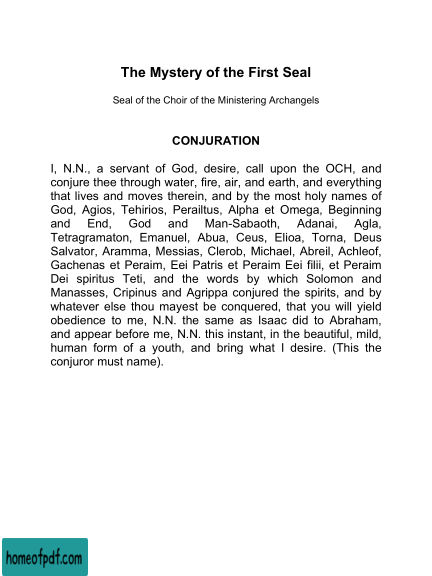 The Mystery of the First Seal
Seal of the Choir of the Ministering Archangels
CONJURATION
I, N.N., a servant of God, desire, call upon the OCH, and
conjure thee through water, fire, air, and earth, and everything
that lives and moves therein, and by the most holy names of
God, Agios, Tehirios, Perailtus, Alpha et Omega, Beginning
and End, God and Man-Sabaoth, Adanai, Agla,
Tetragramaton, Emanuel, Abua, Ceus, Elioa, Torna, Deus
Salvator, Aramma, Messias, Clerob, Michael, Abreil, Achleof,
Gachenas et Peraim, Eei Patris et Peraim Eei filii, et Peraim
Dei spiritus Teti, and the words by which Solomon and
Manasses, Cripinus and Agrippa conjured the spirits, and by
whatever else thou mayest be conquered, that you will yield
obedience to me, N.N. the same as Isaac did to Abraham,
and appear before me, N.N. this instant, in the beautiful, mild,
human form of a youth, and bring what I desire. (This the
conjuror must name).
homeofpdf.com